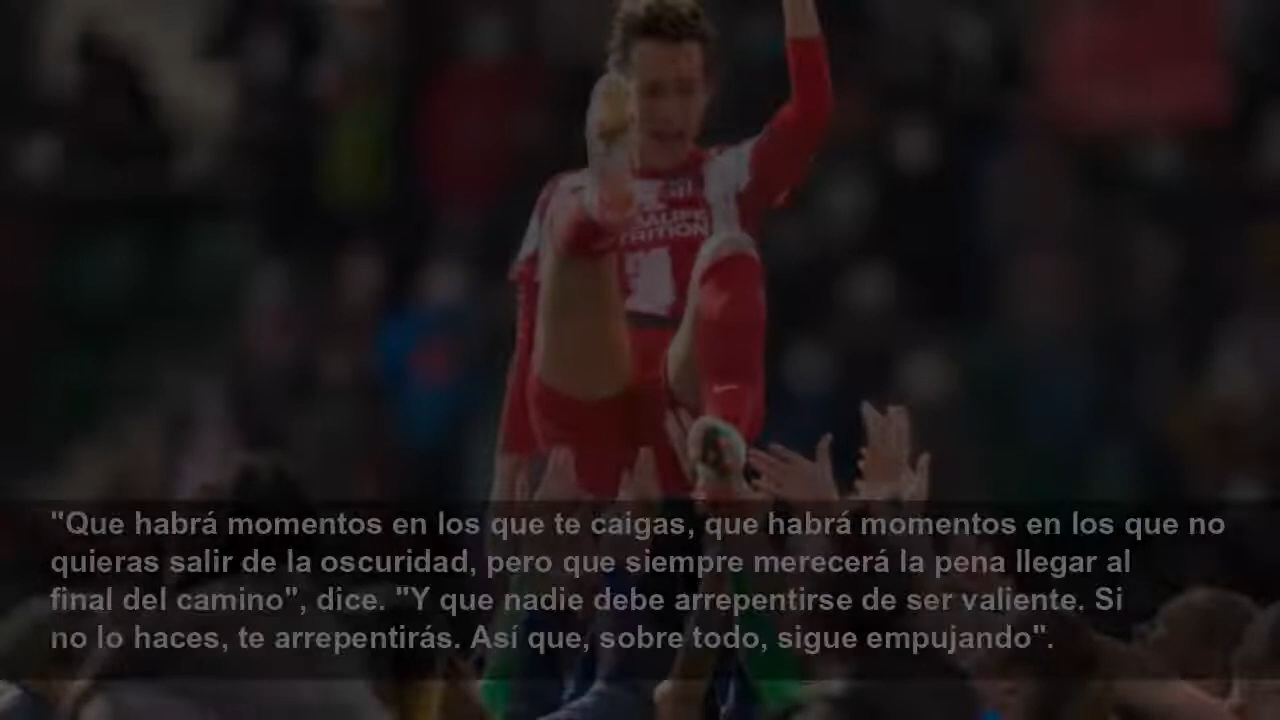 "Que habrá momentos en los que te caigas, que habrá momentos en los que no
quieras salir de la oscuridad, pero que siempre merecerá la pena llegar al
final del camino", dice. "Y que nadie debe arrepentirse de ser valiente. Si
no lo haces, te arrepentirás. Así que, sobre todo, sigue empujando".